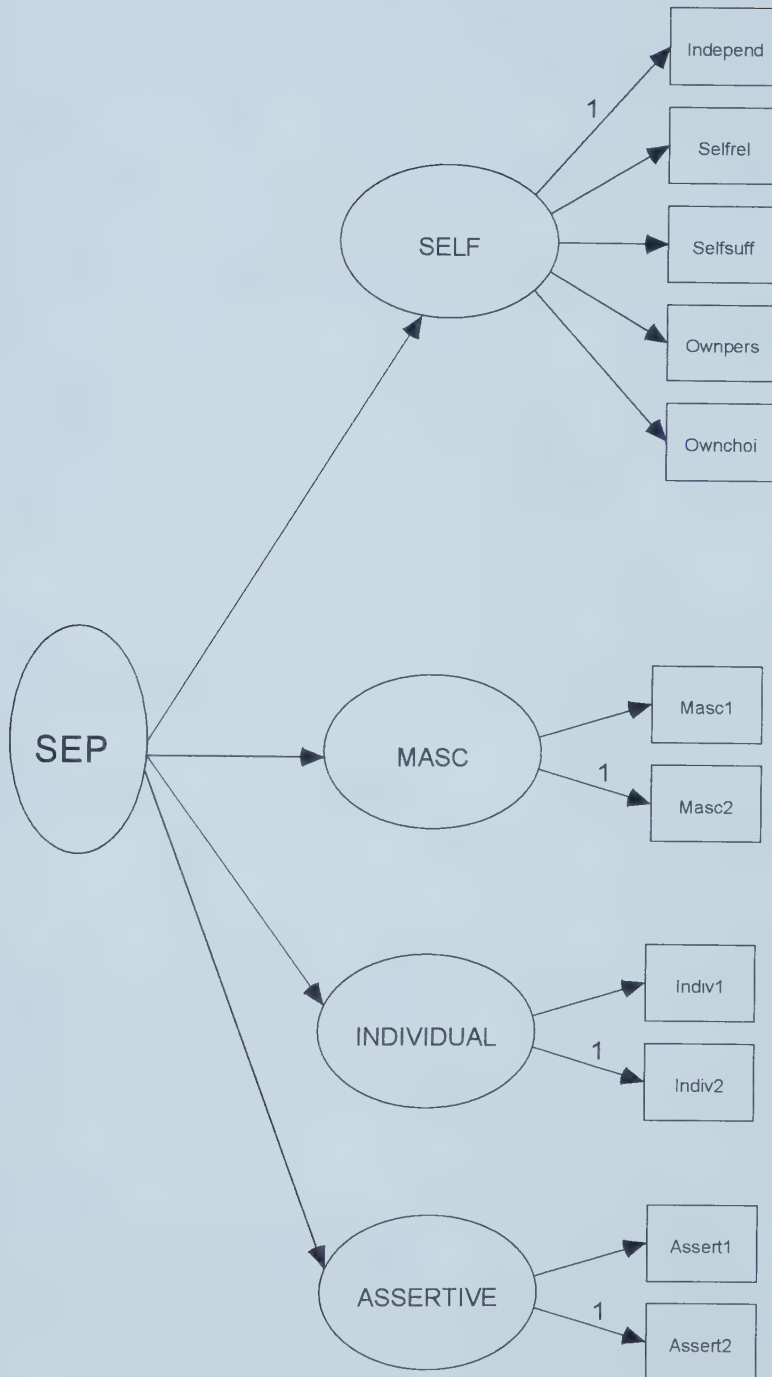 Independ
1
Selfrel
SELF
Selfsuff
Ownpers
Ownchoi
SEP
MASC
Masc1
1
Masc2
INDIVIDUAL
Indiv1
1
Indiv2
ASSERTIVE
Assert1
1
Assert2